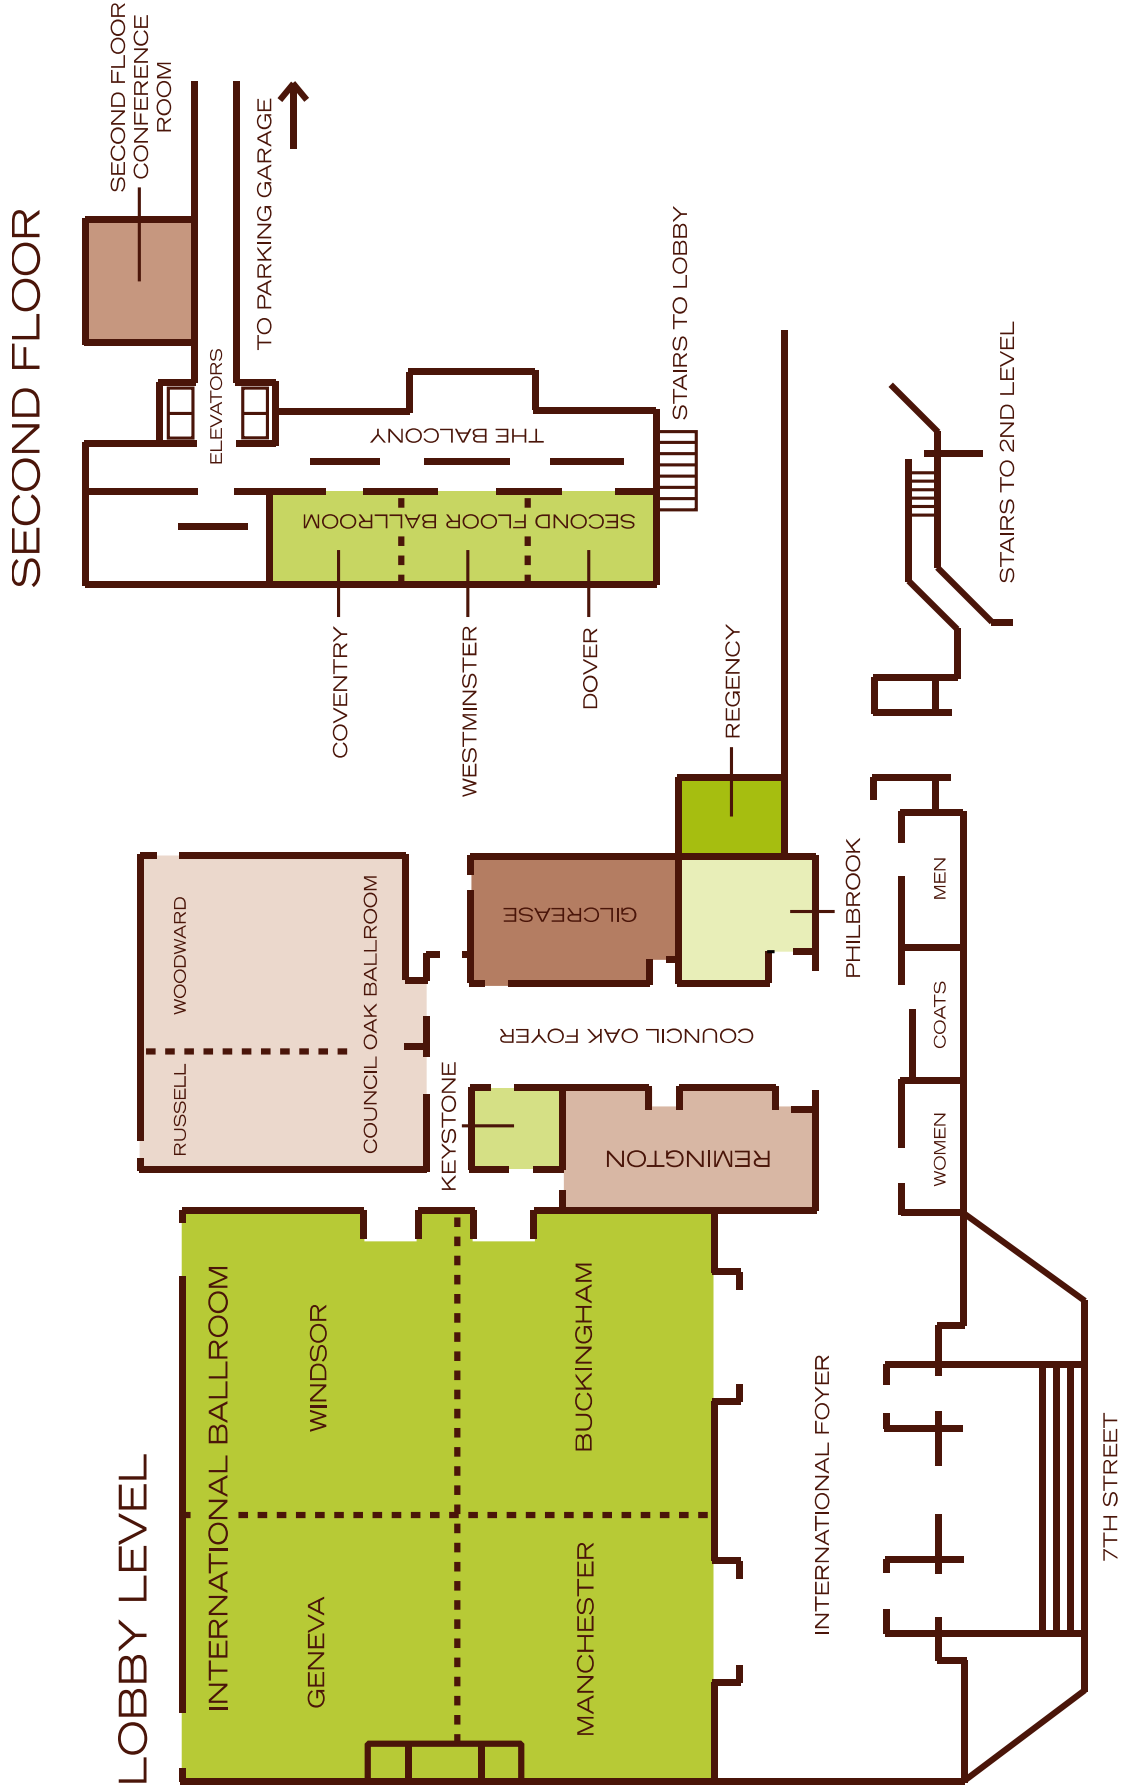 SECOND FLOOR
SECOND FLOOR
CONFERENCE
ROOM
ELEVATORS
TO PARKING GARAGE
THE BALCONY
SECOND FLOOR BALLROOM
COVENTRY
WESTMINSTER
DOVER
STAIRS TO LOBBY
LOBBY LEVEL
INTERNATIONAL BALLROOM
GENEVA
WINDSOR
MANCHESTER
BUCKINGHAM
INTERNATIONAL FOYER
7TH STREET
RUSSELL
WOODWARD
COUNCIL OAK BALLROOM
KEYSTONE
REMINGTON
COUNCIL OAK FOYER
GILCREASE
REGENCY
PHILBROOK
WOMEN
COATS
MEN
STAIRS TO 2ND LEVEL